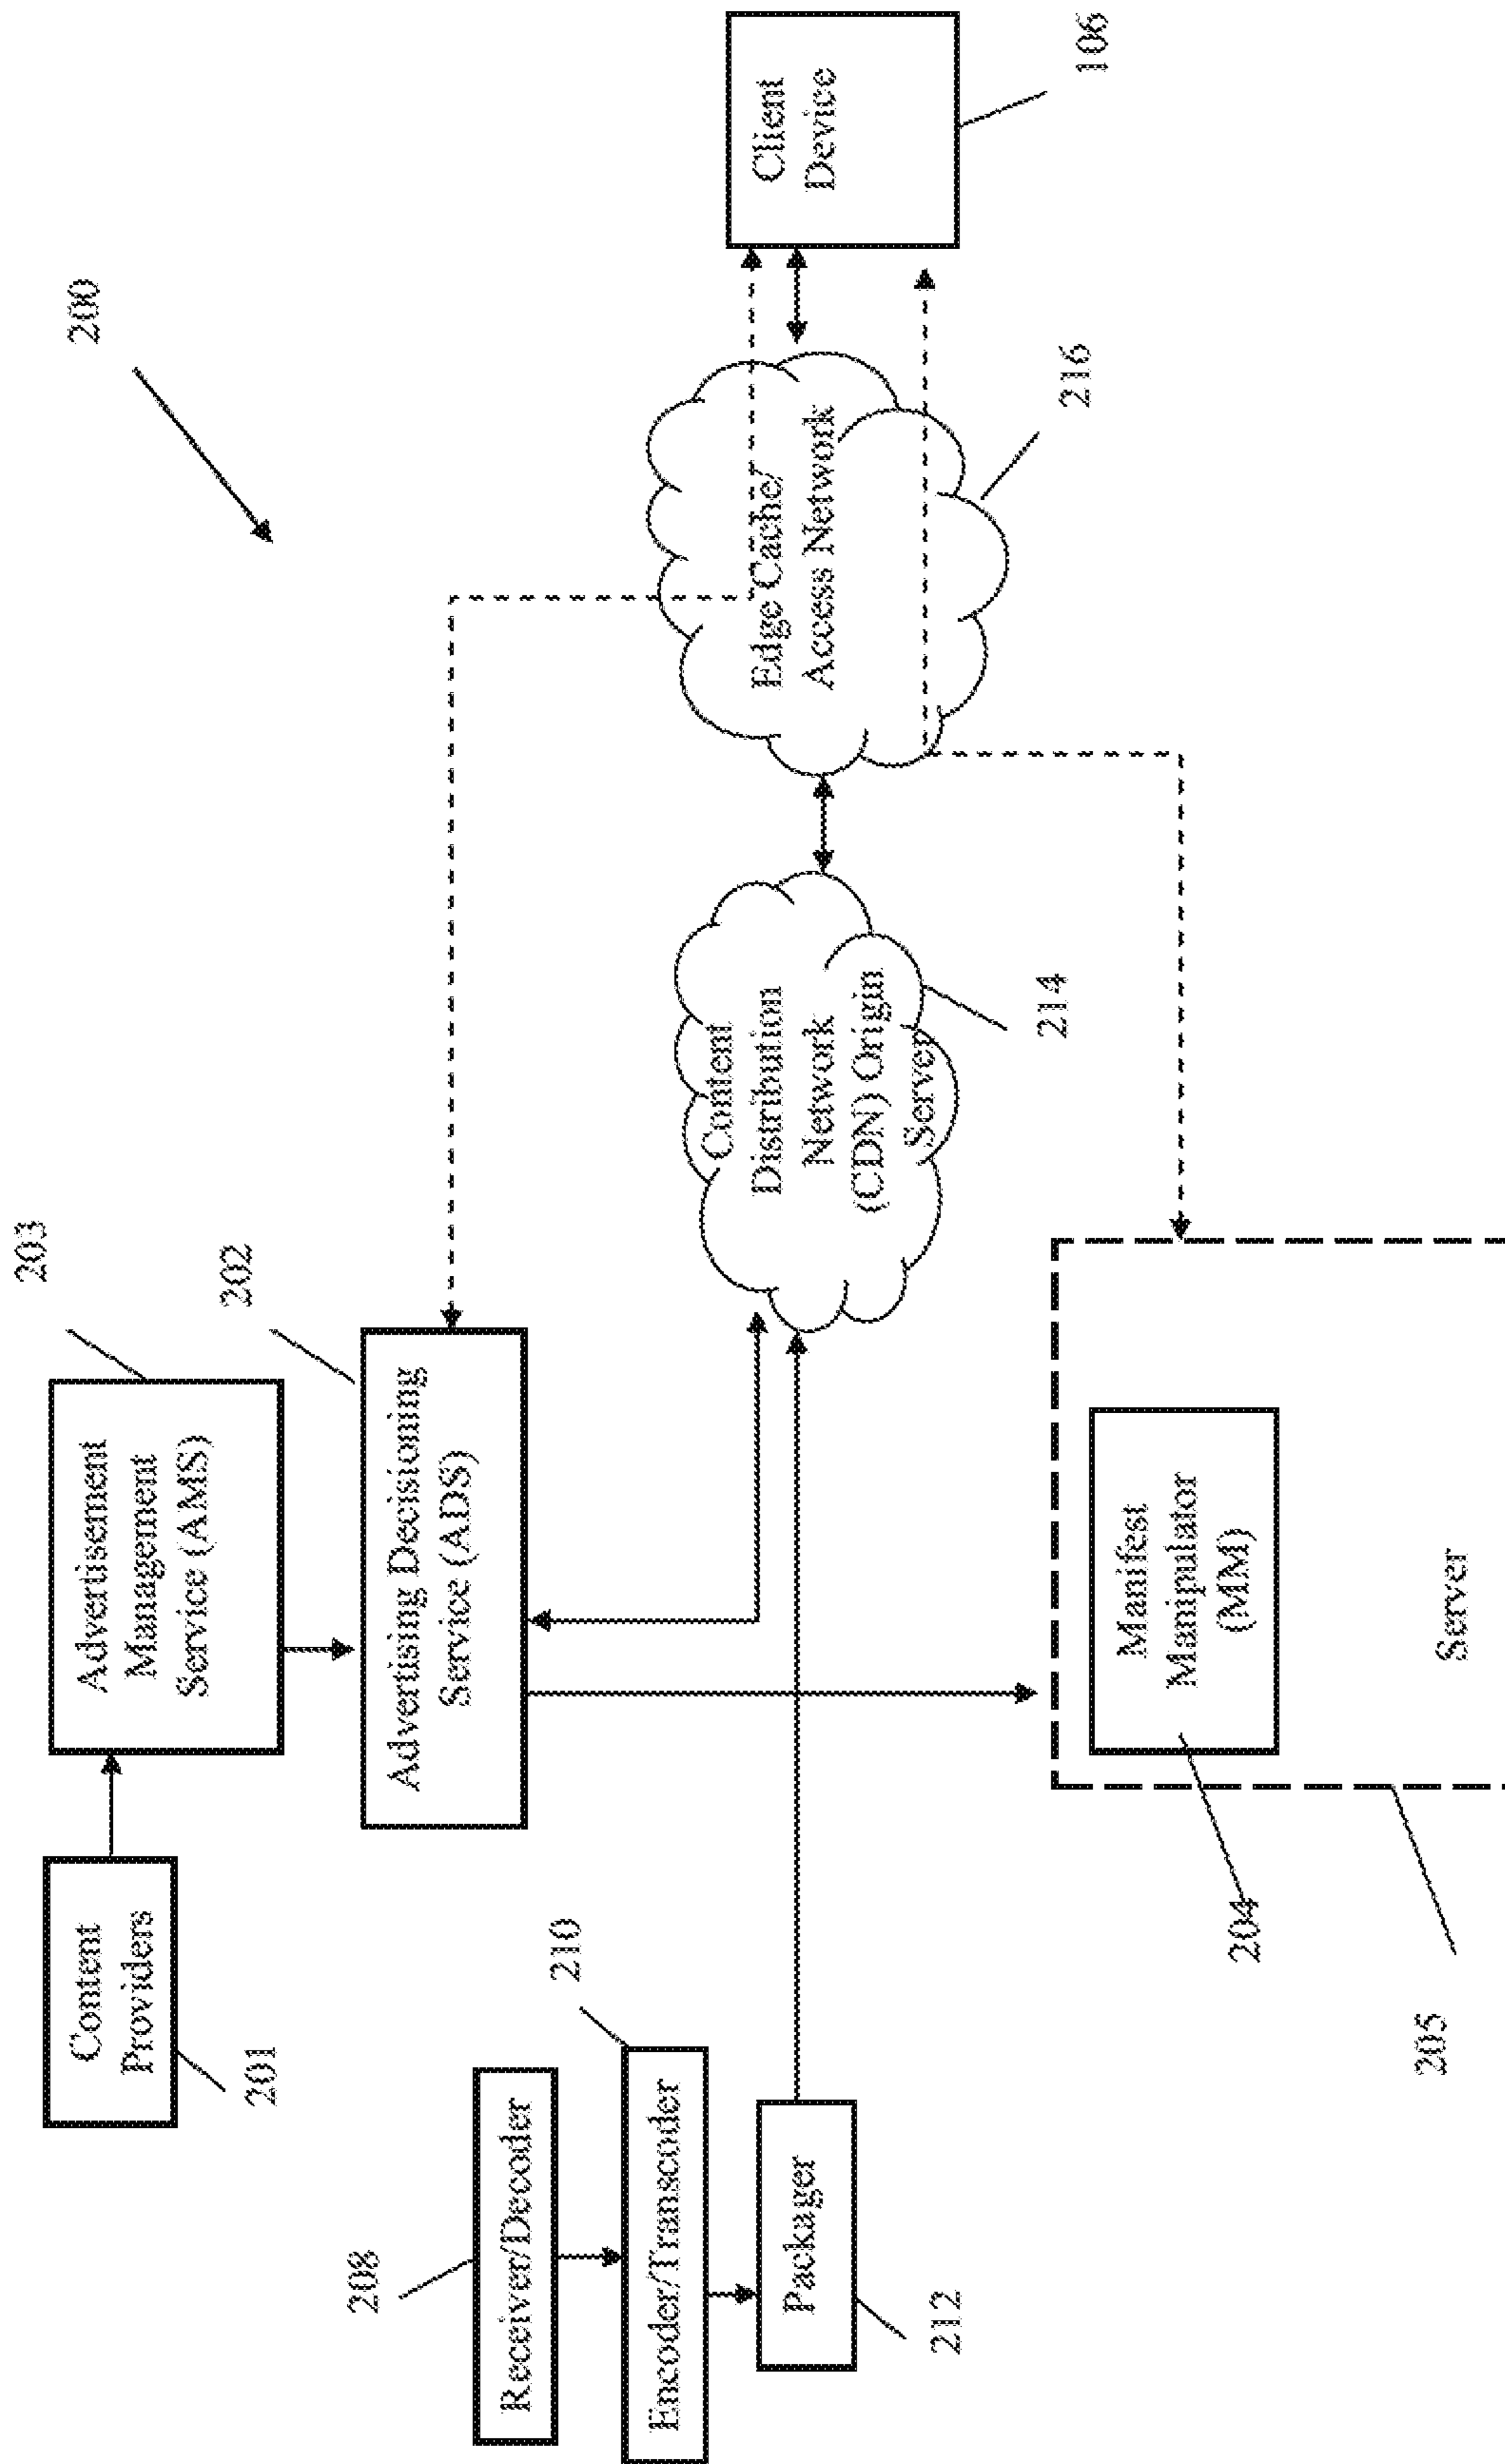 200
Content
Providers
201
Advertisement
Management
Service (AMS)
203
Advertising Decisioning
Service (ADS)
202
208
Receiver/Decoder
210
Encoder/Transcoder
Packager
212
Content
Distribution
Network
(CDN) Origin
Server
214
Edge Cache/
Access Network
216
Client
Device
106
Manifest
Manipulator
(MM)
204
Server
205